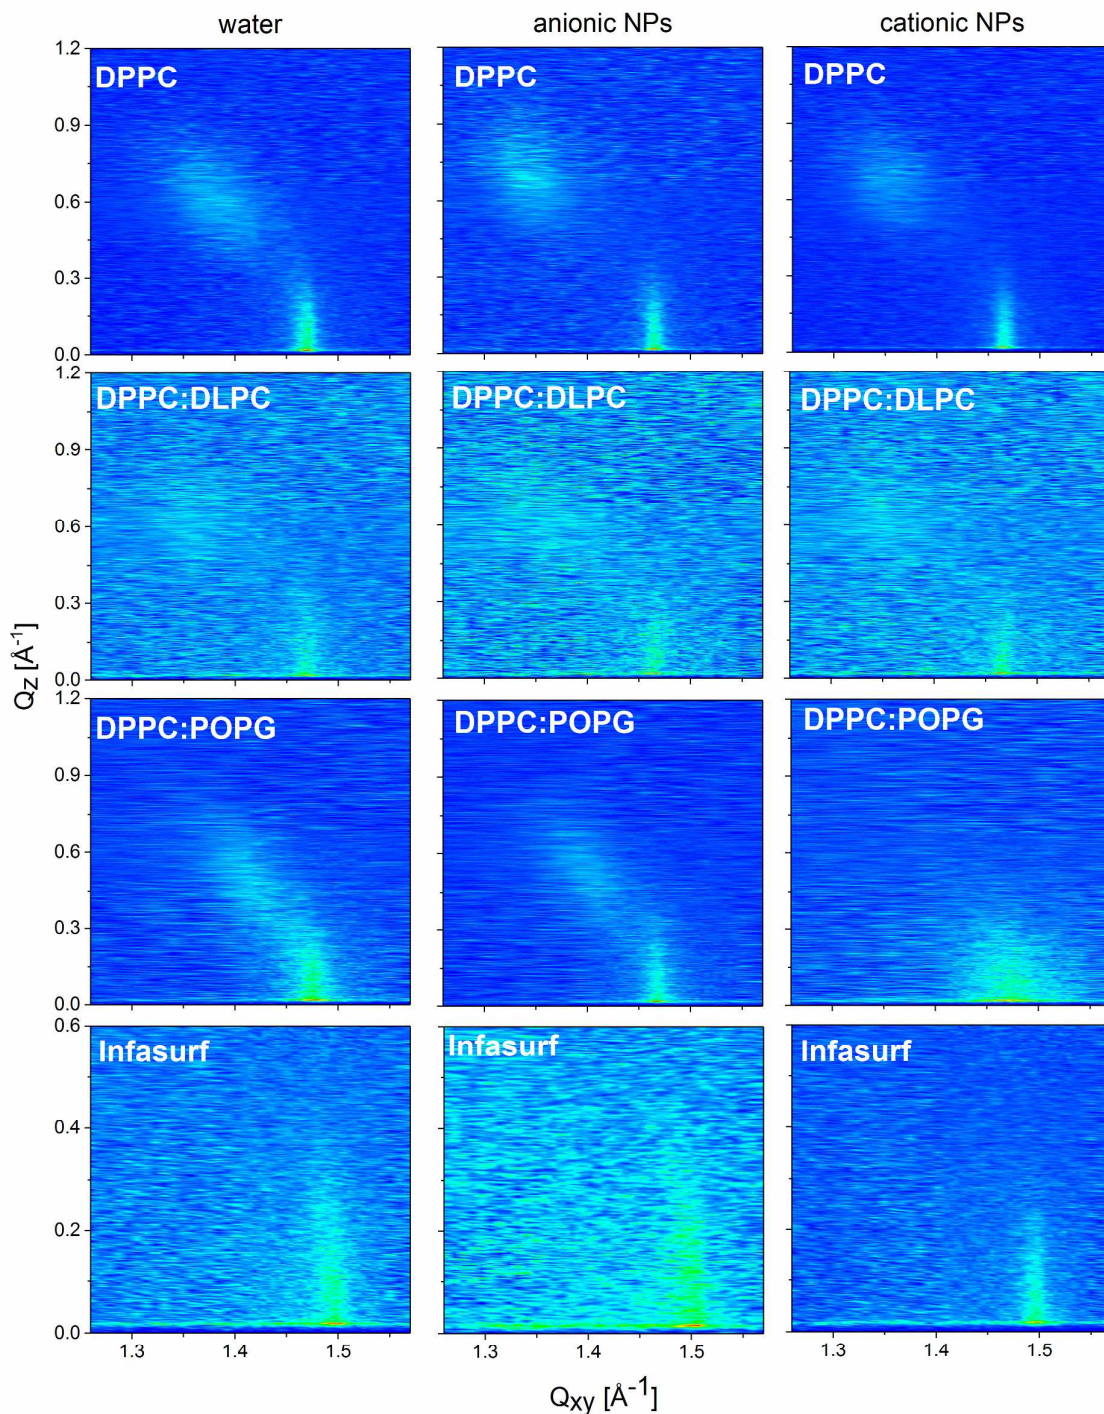 water anionic NPs cationic NPs
1.2
DPPC DPPC DPPC
0.9
0.6
0.3
0.0
1.2
DPPC:DLPC DPPC:DLPC DPPC:DLPC
0.9
0.6
0.3
Qz [Å-1]
0.0
1.2
DPPC:POPG DPPC:POPG DPPC:POPG
0.9
0.6
0.3
0.0
0.6
Infasurf Infasurf Infasurf
0.4
0.2
0.0
1.3 1.4 1.5 1.3 1.4 1.5 1.3 1.4 1.5
Qxy [Å-1]